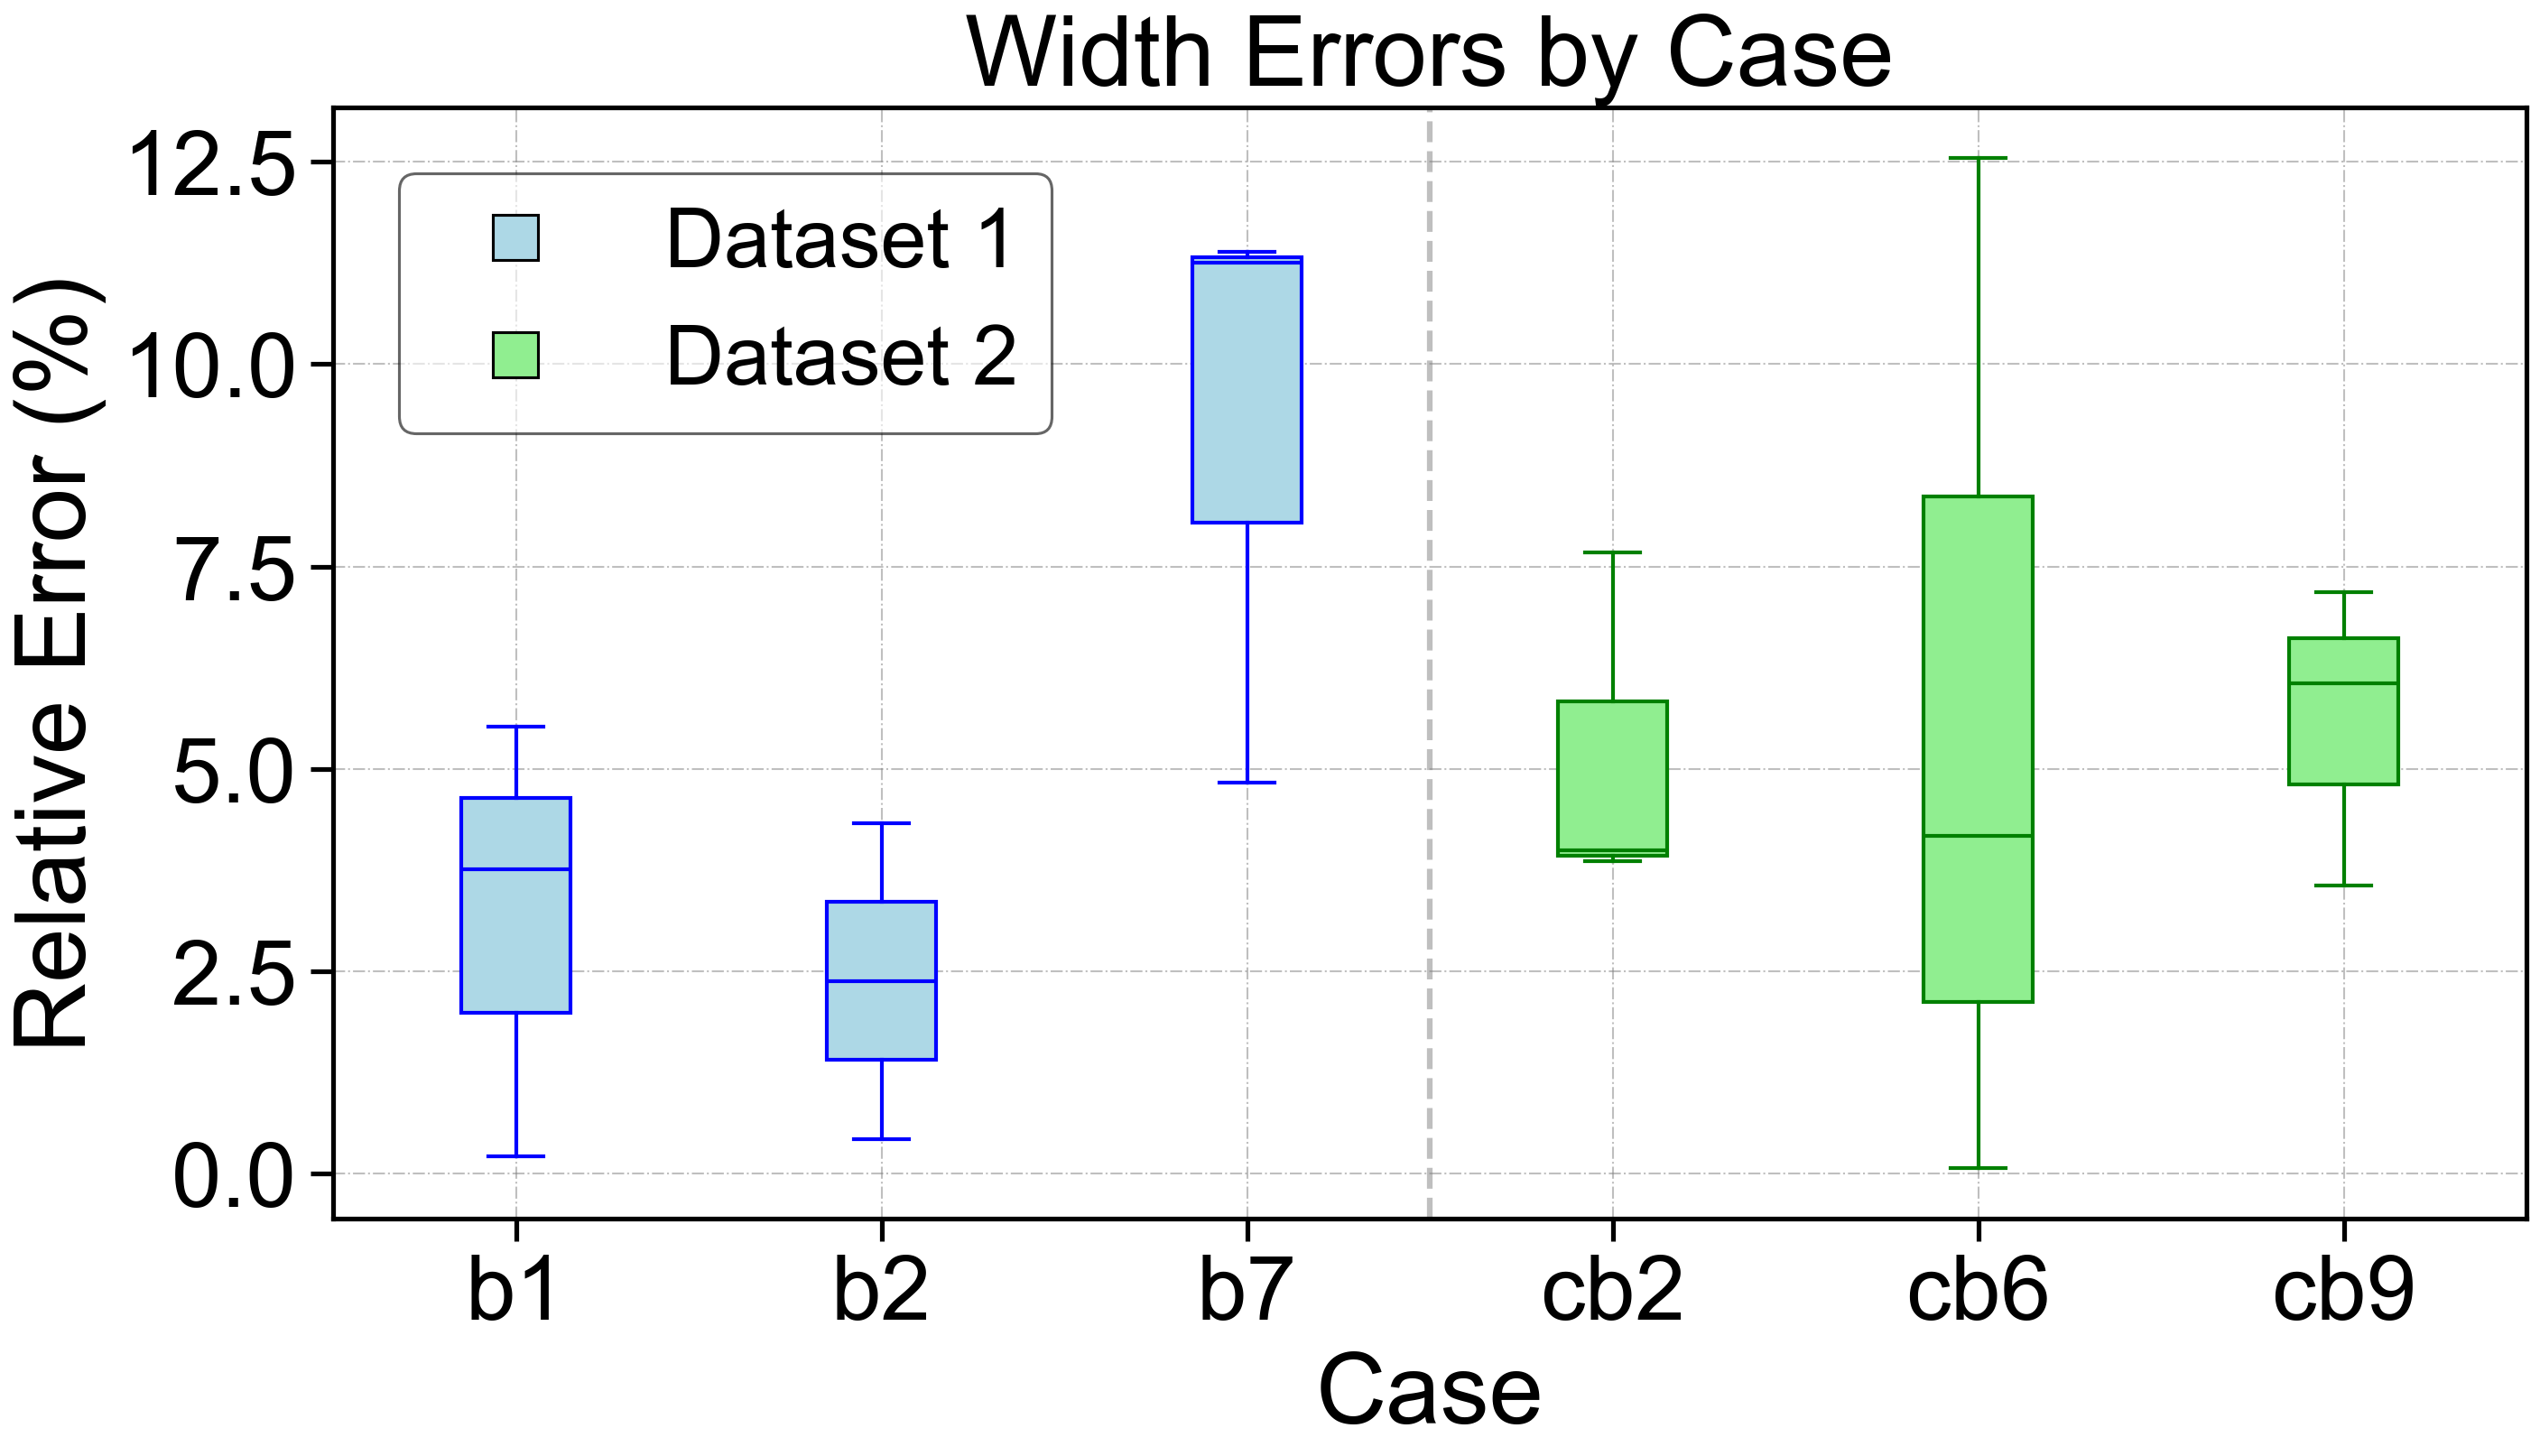 Width Errors by Case
Relative Error (%)
12.5
10.0
7.5
5.0
2.5
0.0
Dataset 1
Dataset 2
b1
b2
b7
cb2
cb6
cb9
Case